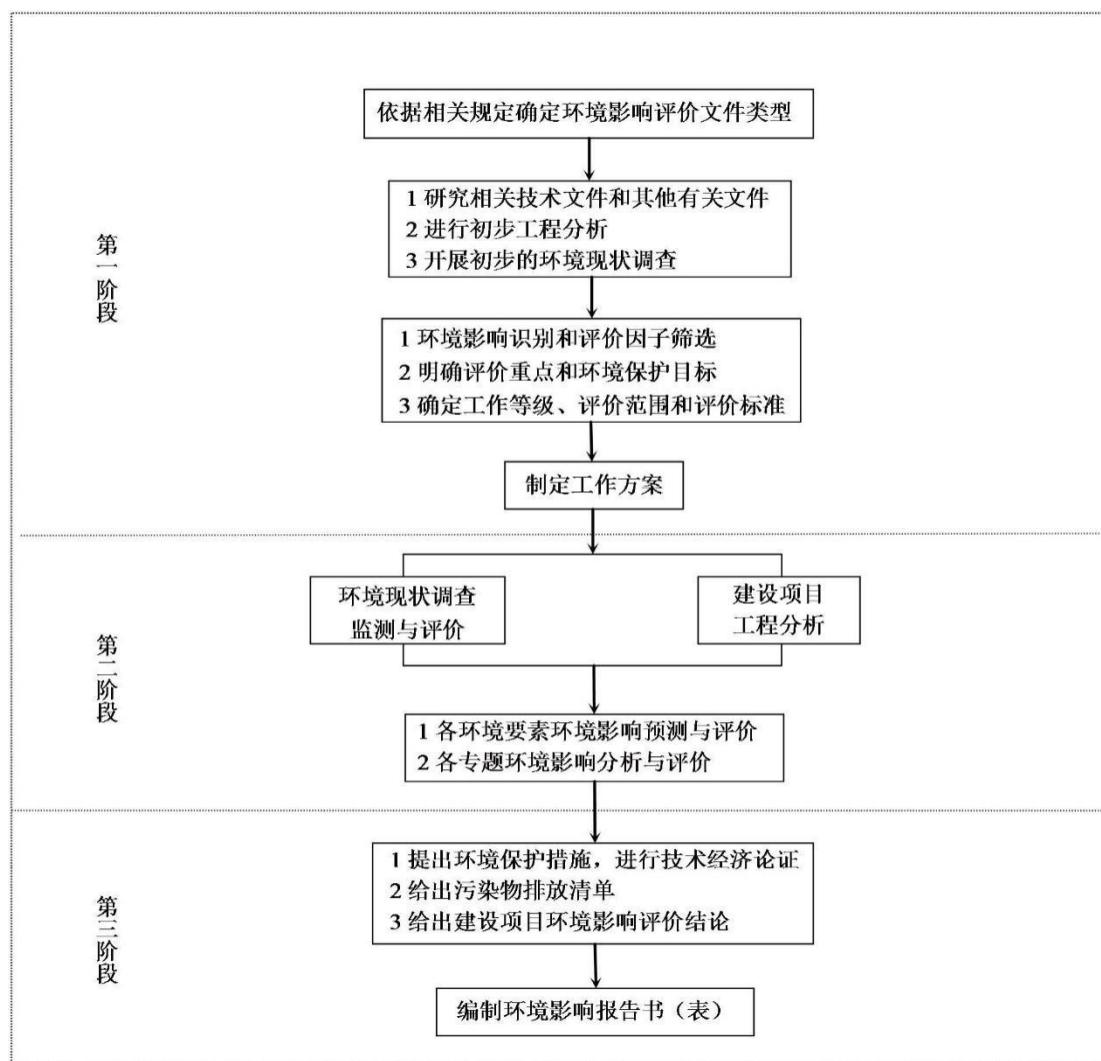 依据相关规定确定环境影响评价文件类型
1 研究相关技术文件和其他有关文件
2 进行初步工程分析
3 开展初步的环境现状调查
第一阶段
1 环境影响识别和评价因子筛选
2 明确评价重点和环境保护目标
3 确定工作等级、评价范围和评价标准
制定工作方案
环境现状调查
监测与评价
建设项目
工程分析
第二阶段
1 各环境要素环境影响预测与评价
2 各专题环境影响分析与评价
1 提出环境保护措施，进行技术经济论证
2 给出污染物排放清单
3 给出建设项目环境影响评价结论
第三阶段
编制环境影响报告书（表）